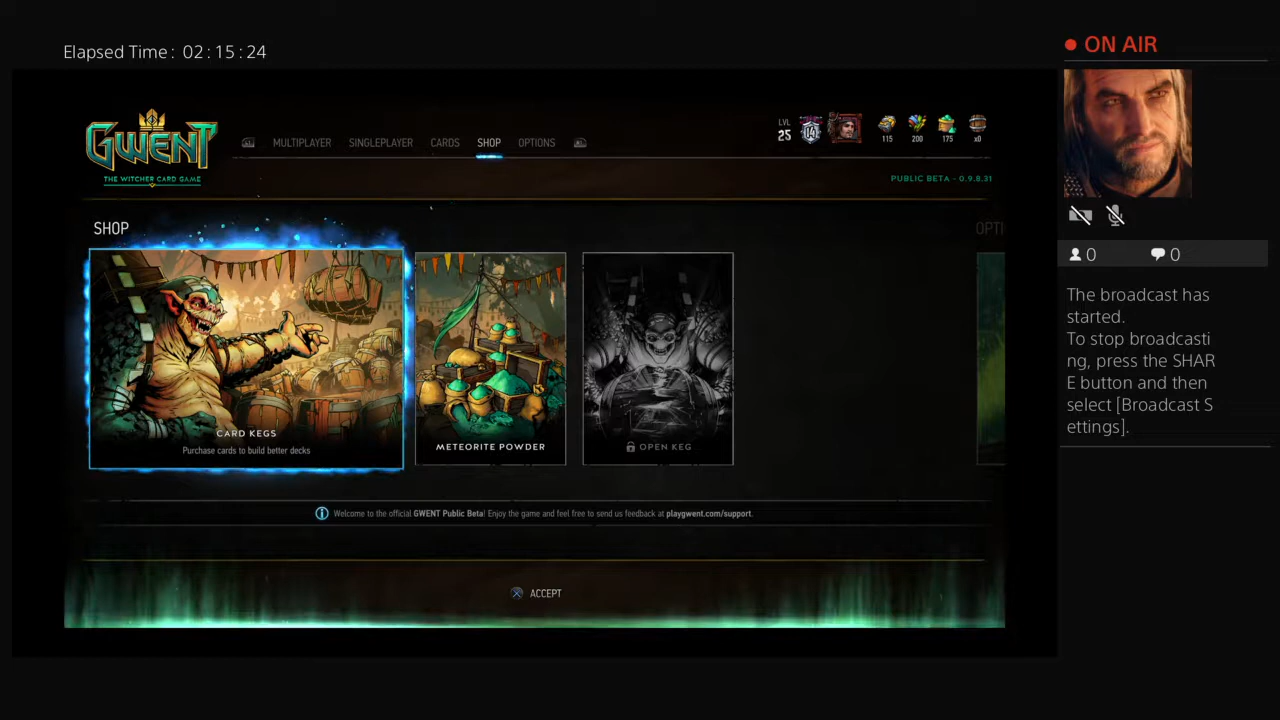 Elapsed Time: 02:15:24
ON AIR
GWENT
THE WITCHER CARD GAME
MULTIPLAYER
SINGLEPLAYER
CARDS
SHOP
OPTIONS
LVL
25
115
200
175
x0
PUBLIC BETA - 0.9.8.31
0
0
SHOP
OPTI
The broadcast has
started.
To stop broadcasti
ng, press the SHAR
E button and then
select [Broadcast S
ettings].
CARD KEGS
Purchase cards to build better decks
METEORITE POWDER
OPEN KEG
Welcome to the official GWENT Public Beta! Enjoy the game and feel free to send us feedback at playgwent.com/support.
ACCEPT